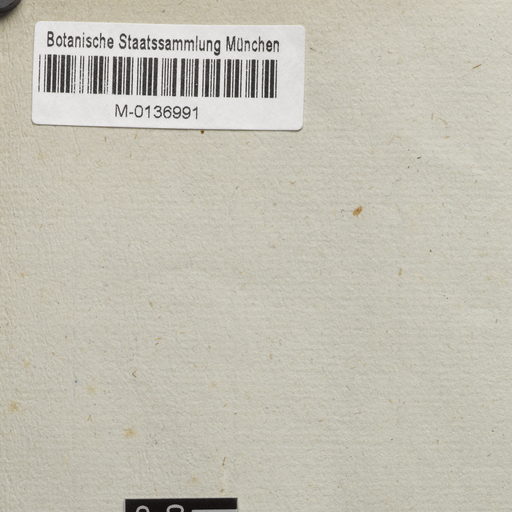 Botanische Staatssammlung München
M-0136991